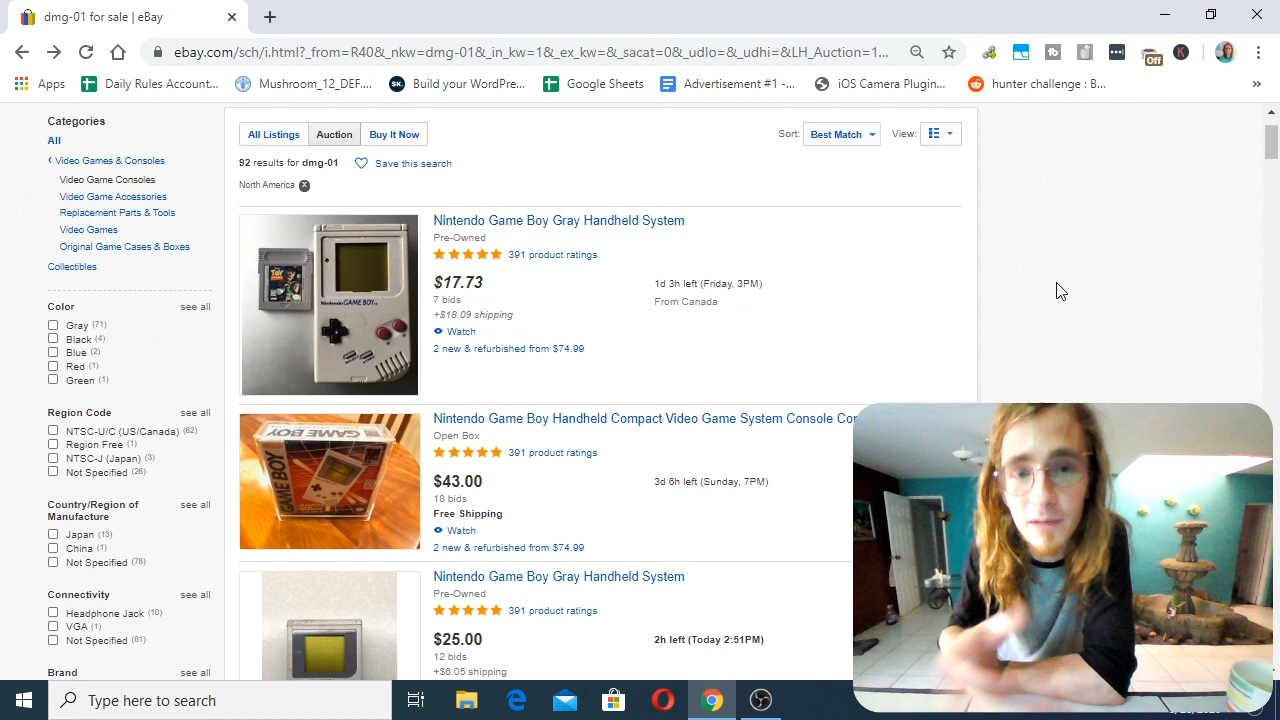 dmg-01 for sale | eBay
ebay.com/sch/i.html?_from=R40&_nkw=dmg-01&_in_kw=1&_ex_kw=&_sacat=0&_udlo=&_udhi=&LH_Auction=1...
Off
Apps
Daily Rules Account...
Mushroom_12_DEF....
SK.
Build your WordPre...
Google Sheets
Advertisement #1 -...
iOS Camera Plugin...
hunter challenge : B...
»
Categories
All
Video Games & Consoles
Video Game Consoles
Video Game Accessories
Replacement Parts & Tools
Video Games
Original Game Cases & Boxes
Collectibles
Color
see all
Gray (71)
Black (4)
Blue (2)
Red (1)
Green (1)
Region Code
see all
NTSC-U/C (US/Canada) (62)
Region Free (1)
NTSC-J (Japan) (3)
Not Specified (26)
Country/Region of
Manufacture
see all
Japan (13)
China (1)
Not Specified (78)
Connectivity
see all
Headphone Jack (10)
VGA (1)
Not Specified (81)
Brand
see all
All Listings
Auction
Buy It Now
Sort:
Best Match
View:
92 results for dmg-01
Save this search
North America
Nintendo Game Boy Gray Handheld System
Pre-Owned
391 product ratings
$17.73
7 bids
+$18.09 shipping
Watch
2 new & refurbished from $74.99
1d 3h left (Friday, 3PM)
From Canada
TOY
Nintendo GAME BOY
Nintendo Game Boy Handheld Compact Video Game System Console Co
Open Box
391 product ratings
$43.00
18 bids
Free Shipping
Watch
2 new & refurbished from $74.99
3d 6h left (Sunday, 7PM)
GAME BOY
GAME BOY
Nintendo Game Boy Gray Handheld System
Pre-Owned
391 product ratings
$25.00
12 bids
+$6.05 shipping
2h left (Today 2:51PM)
Type here to search